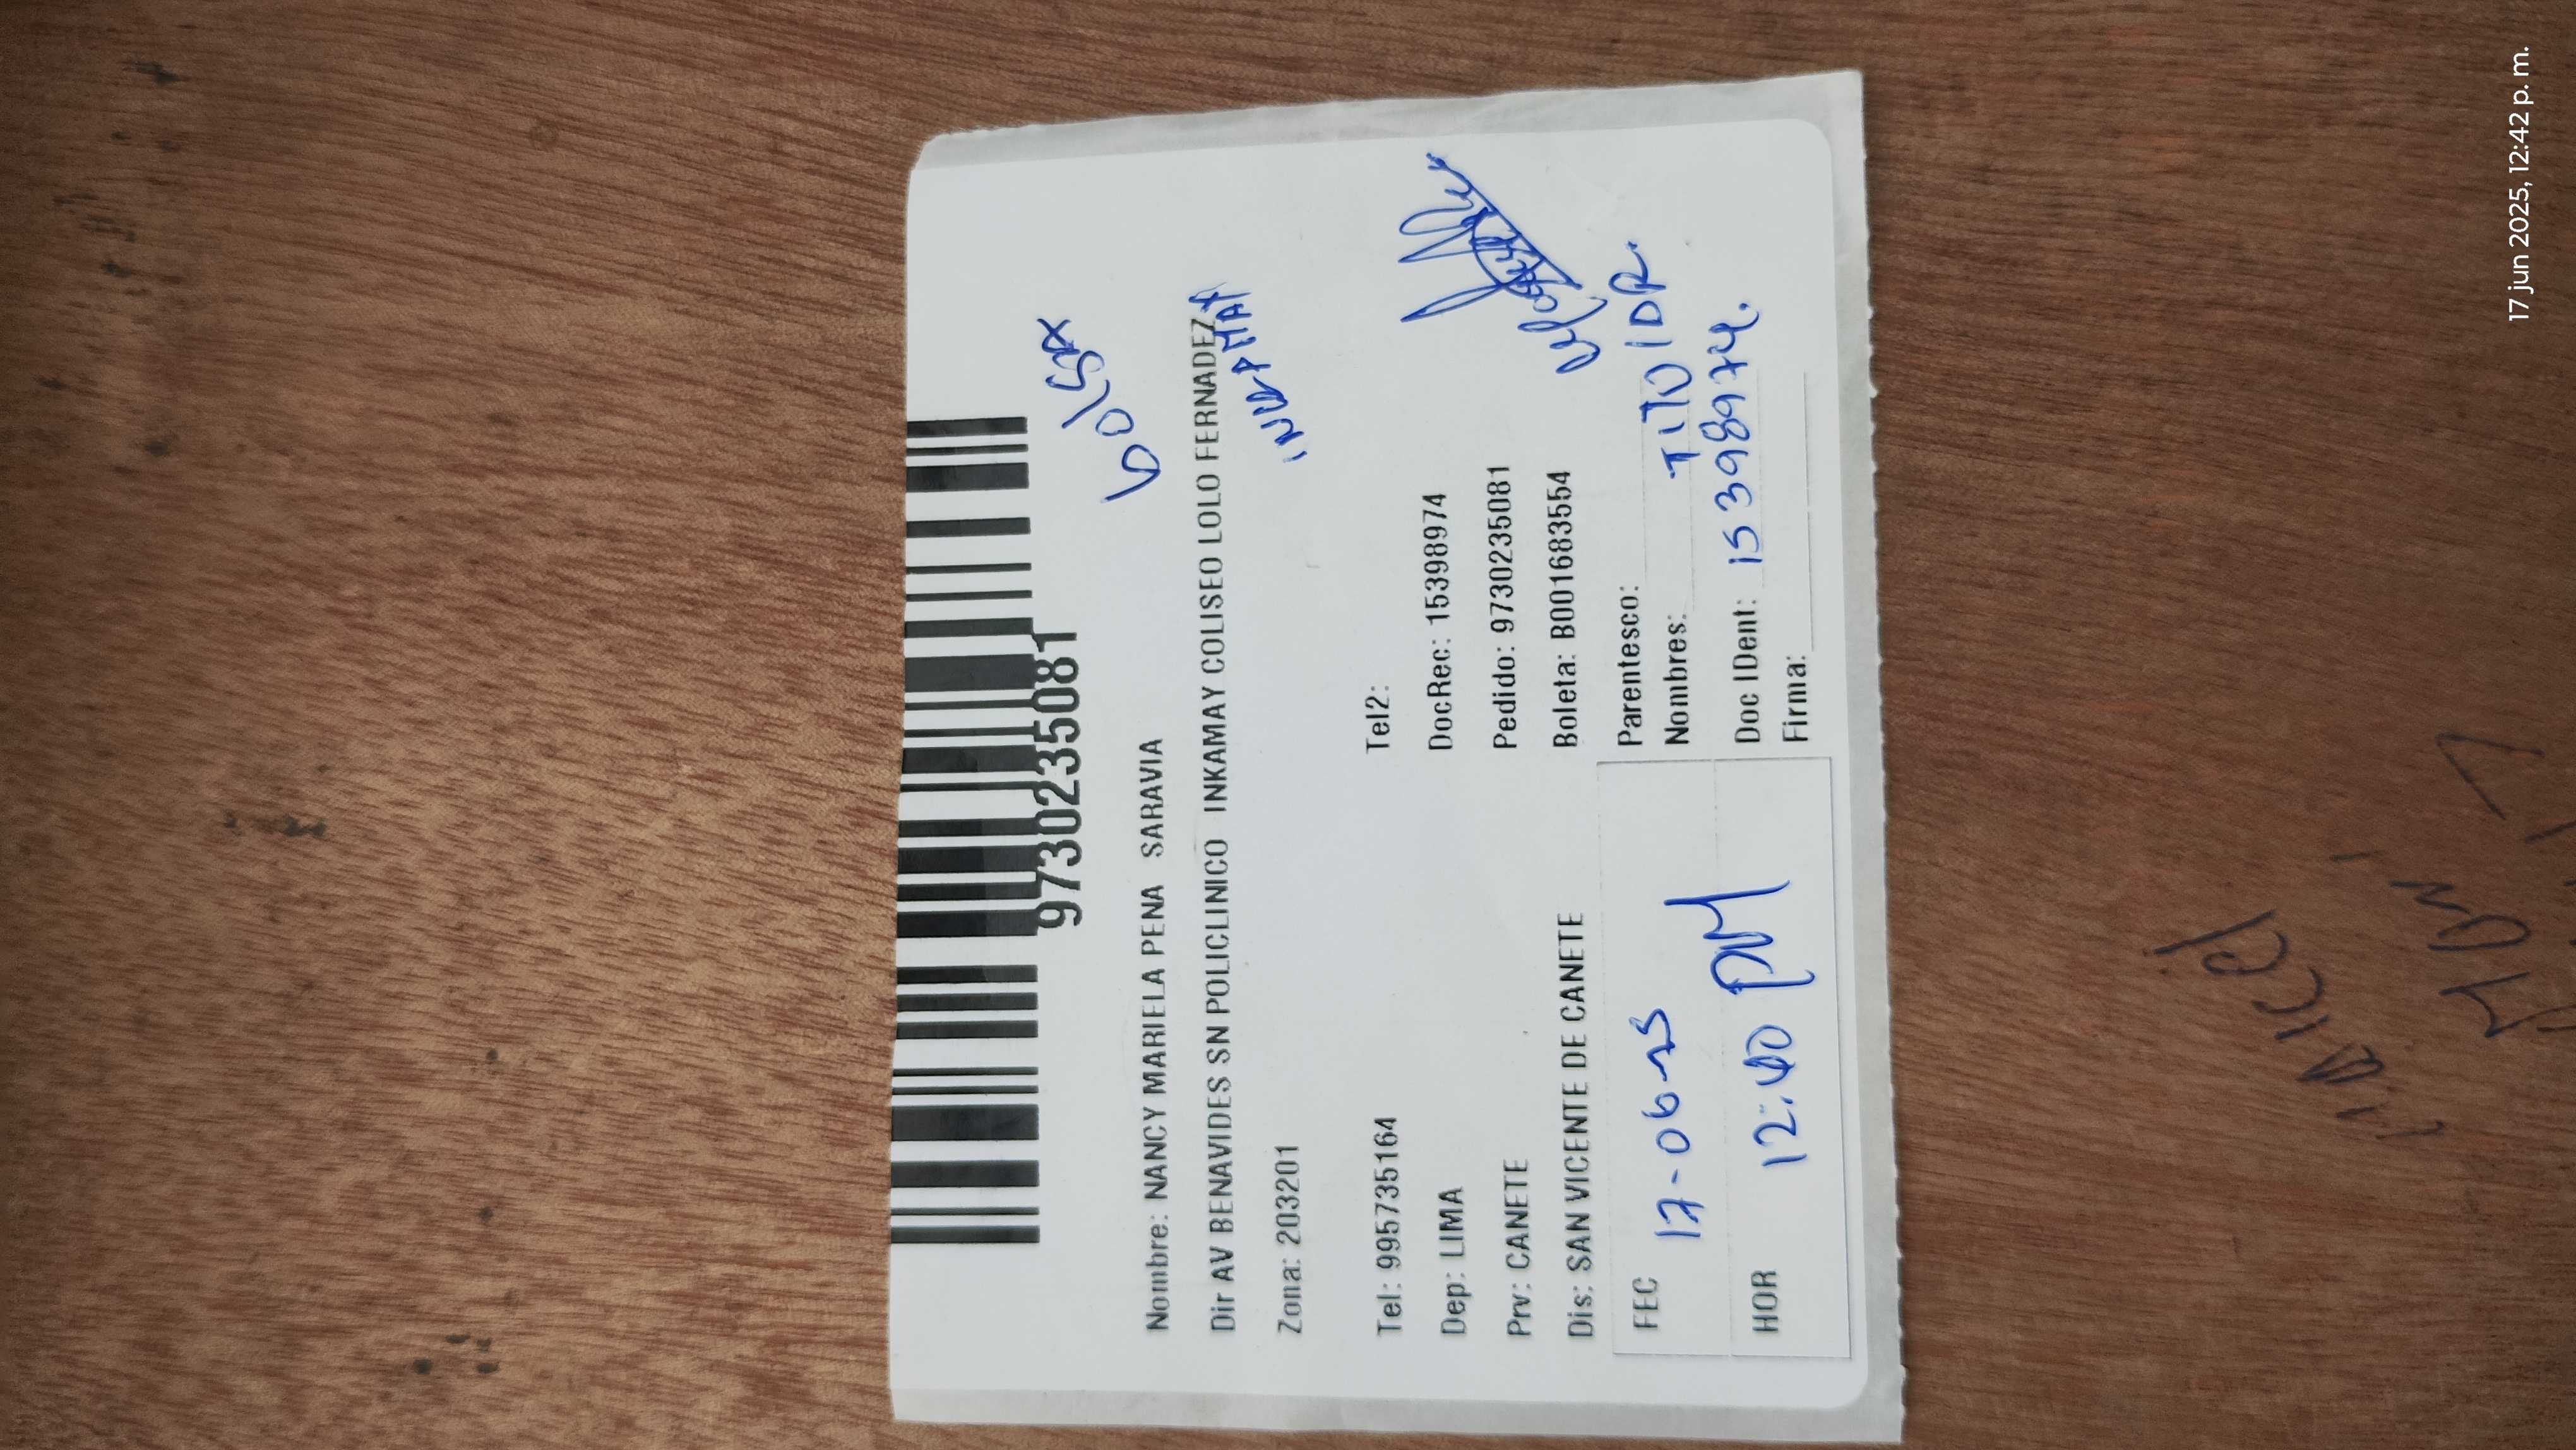 9730235081
Bolsa
Nombre: NANCY MARIELA PENA SARAVIA
Dir AV BENAVIDES SN POLICLINICO INKAMAY COLISEO LOLO FERNADEZ
Zona: 203201
Tel: 995735164
Tel2:
Dep: LIMA
DocRec: 15398974
Prv: CANETE
Pedido: 9730235081
Dis: SAN VICENTE DE CANETE
Boleta: B001683554
FEC 17-06-25
Parentesco: TITULAR
Nombres:
HOR 12:40 PM
Doc IDent: 15398974.
Firma:
17 jun 2025, 12:42 p. m.